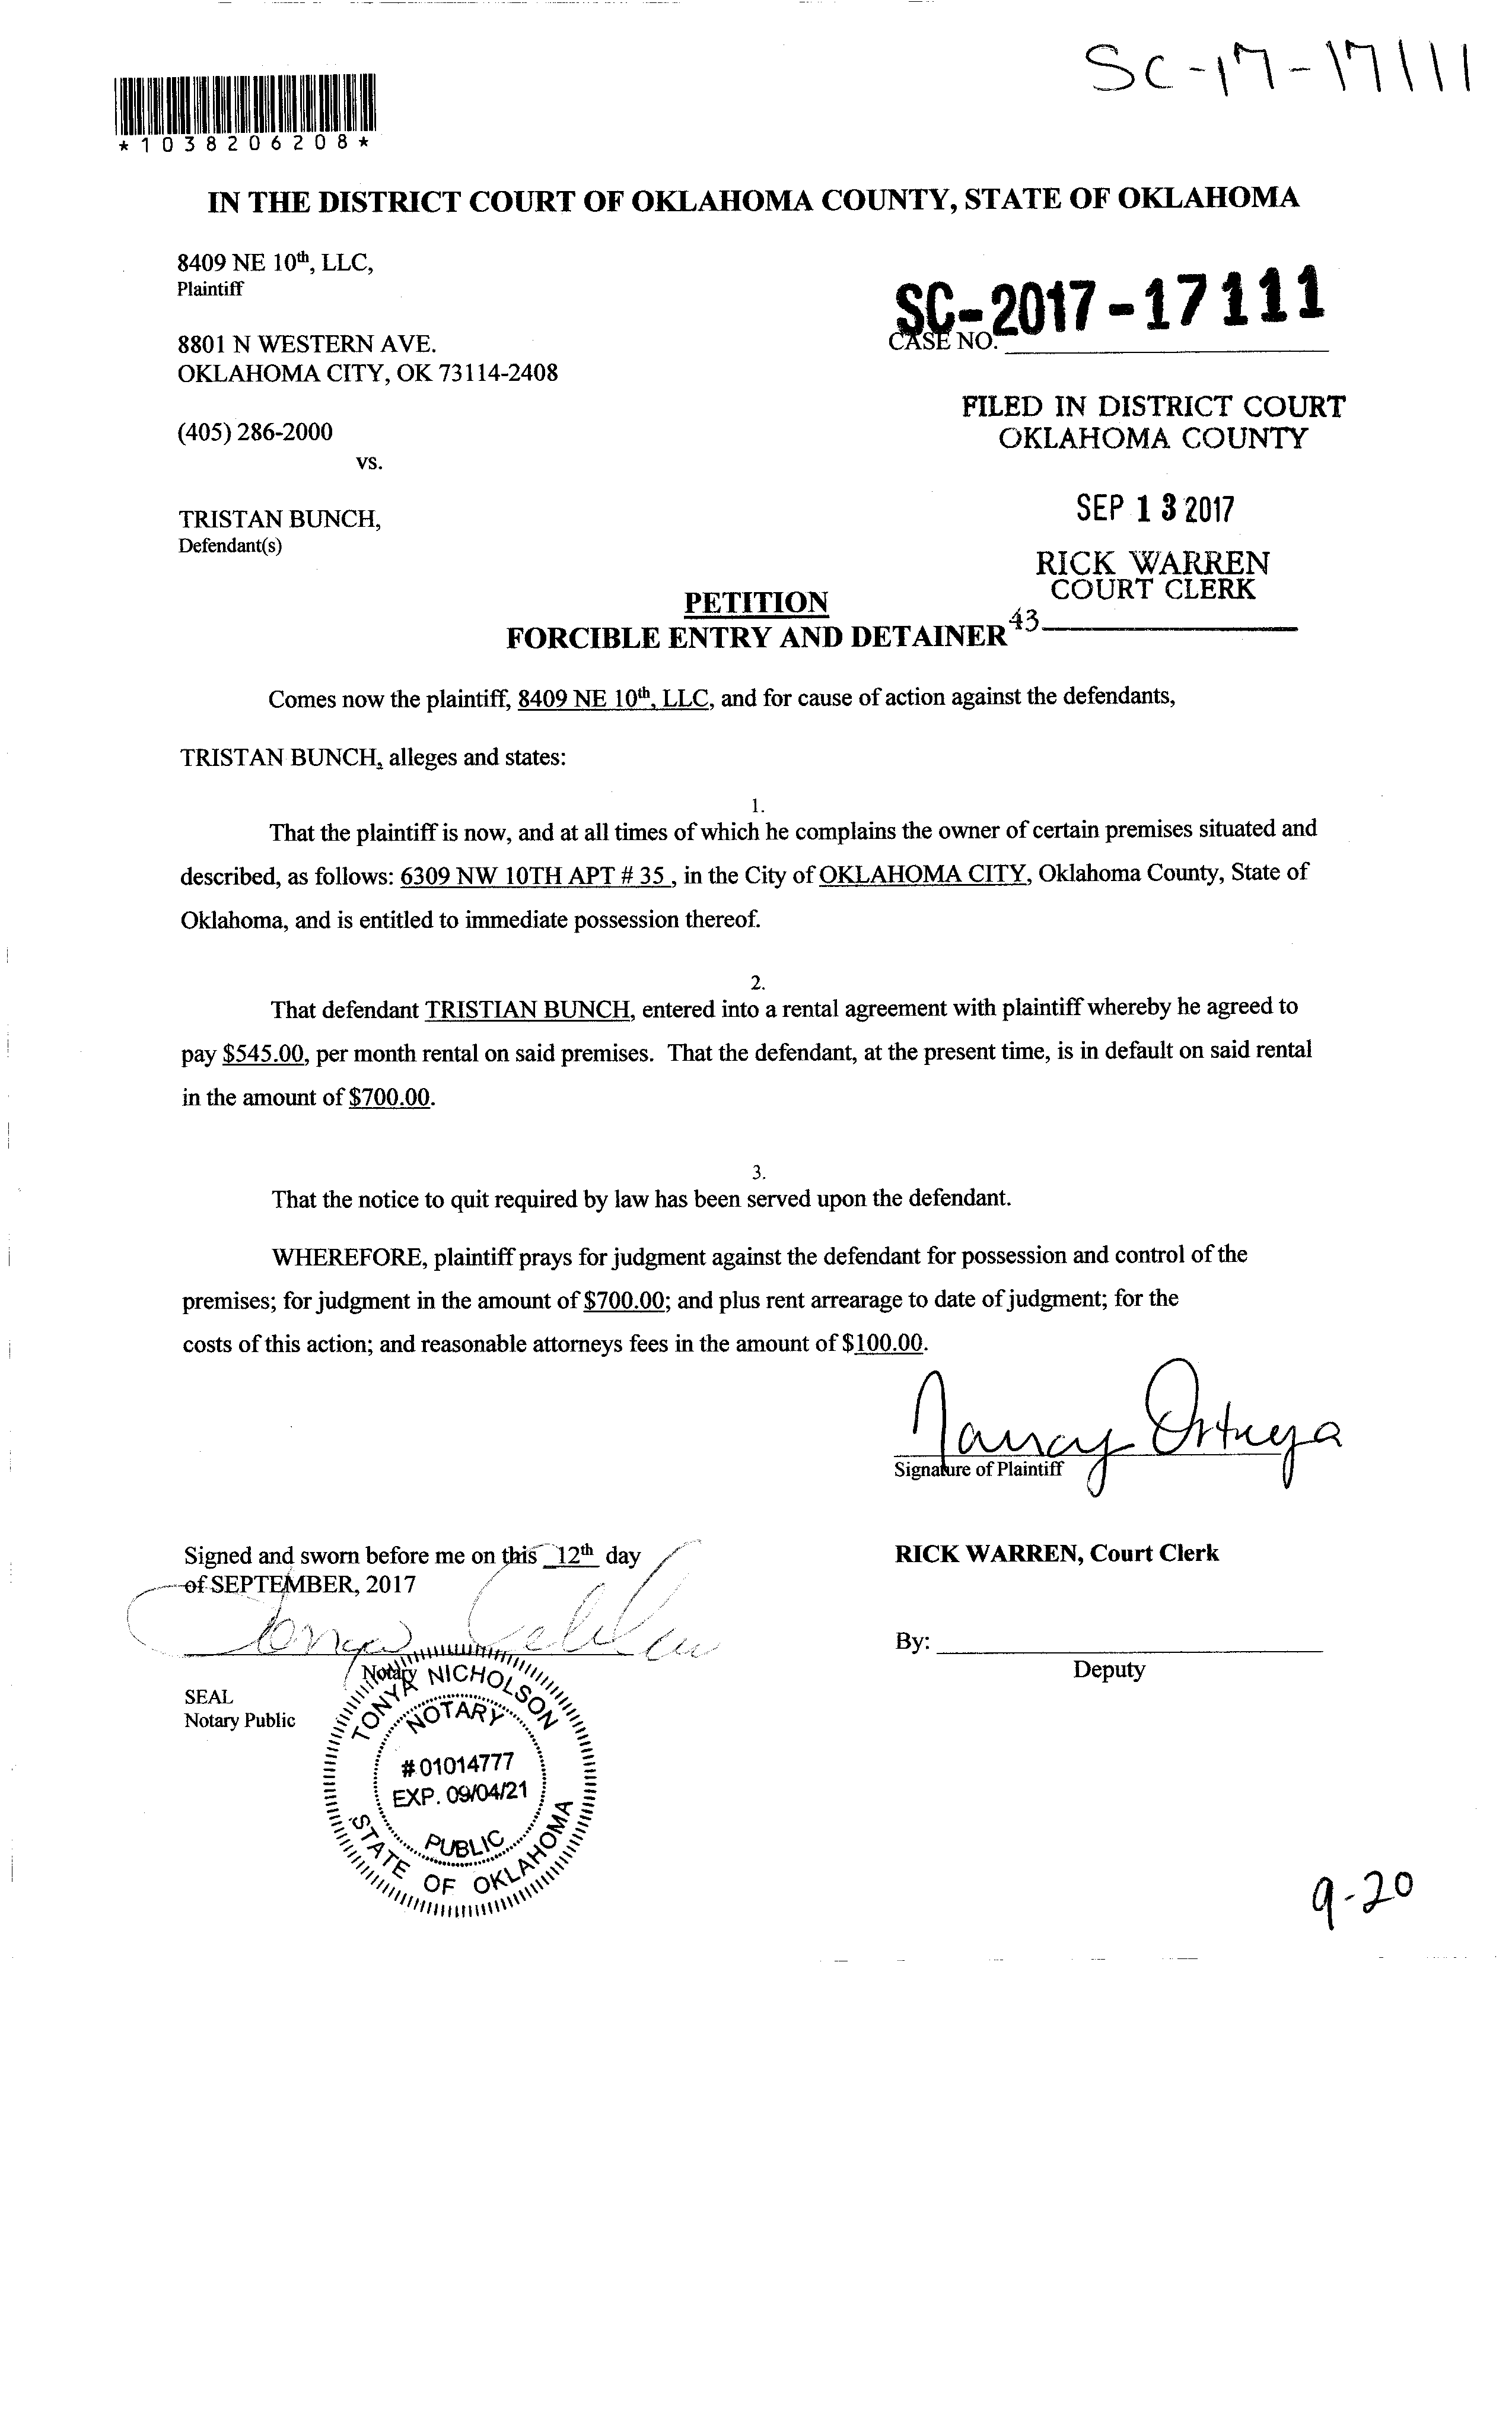 SC-17-17111
*1038206208*
IN THE DISTRICT COURT OF OKLAHOMA COUNTY, STATE OF OKLAHOMA
8409 NE 10th, LLC,
Plaintiff
8801 N WESTERN AVE.
OKLAHOMA CITY, OK 73114-2408
(405) 286-2000
vs.
TRISTAN BUNCH,
Defendant(s)
SC-2017-17111
CASE NO.
FILED IN DISTRICT COURT
OKLAHOMA COUNTY
SEP 13 2017
RICK WARREN
COURT CLERK
43
PETITION
FORCIBLE ENTRY AND DETAINER
Comes now the plaintiff, 8409 NE 10th, LLC, and for cause of action against the defendants,
TRISTAN BUNCH, alleges and states:
1.
That the plaintiff is now, and at all times of which he complains the owner of certain premises situated and
described, as follows: 6309 NW 10TH APT # 35 , in the City of OKLAHOMA CITY, Oklahoma County, State of
Oklahoma, and is entitled to immediate possession thereof.
2.
That defendant TRISTIAN BUNCH, entered into a rental agreement with plaintiff whereby he agreed to
pay $545.00, per month rental on said premises. That the defendant, at the present time, is in default on said rental
in the amount of $700.00.
3.
That the notice to quit required by law has been served upon the defendant.
WHEREFORE, plaintiff prays for judgment against the defendant for possession and control of the
premises; for judgment in the amount of $700.00; and plus rent arrearage to date of judgment; for the
costs of this action; and reasonable attorneys fees in the amount of $100.00.
Nancy Ortega
Signature of Plaintiff
Signed and sworn before me on this 12th day
of SEPTEMBER, 2017
Tonya
Notary
SEAL
Notary Public
TONYA NICHOLSON
NOTARY
#01014777
EXP. 09/04/21
PUBLIC
STATE OF OKLAHOMA
RICK WARREN, Court Clerk
By:
Deputy
9-20